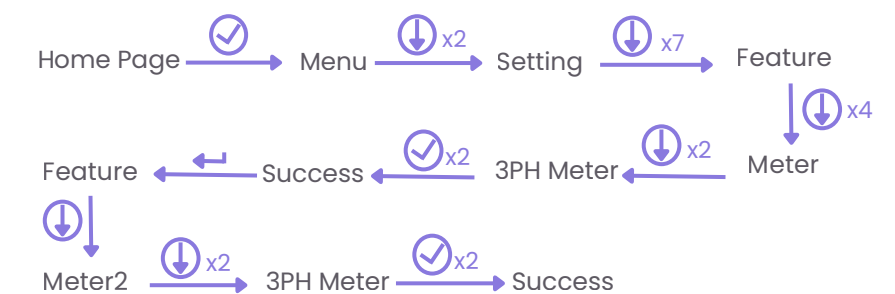 Home Page Menu x2 Setting x7 Feature
x4
Meter
x2 3PH Meter x2 Success Feature
Meter2 x2 3PH Meter x2 Success